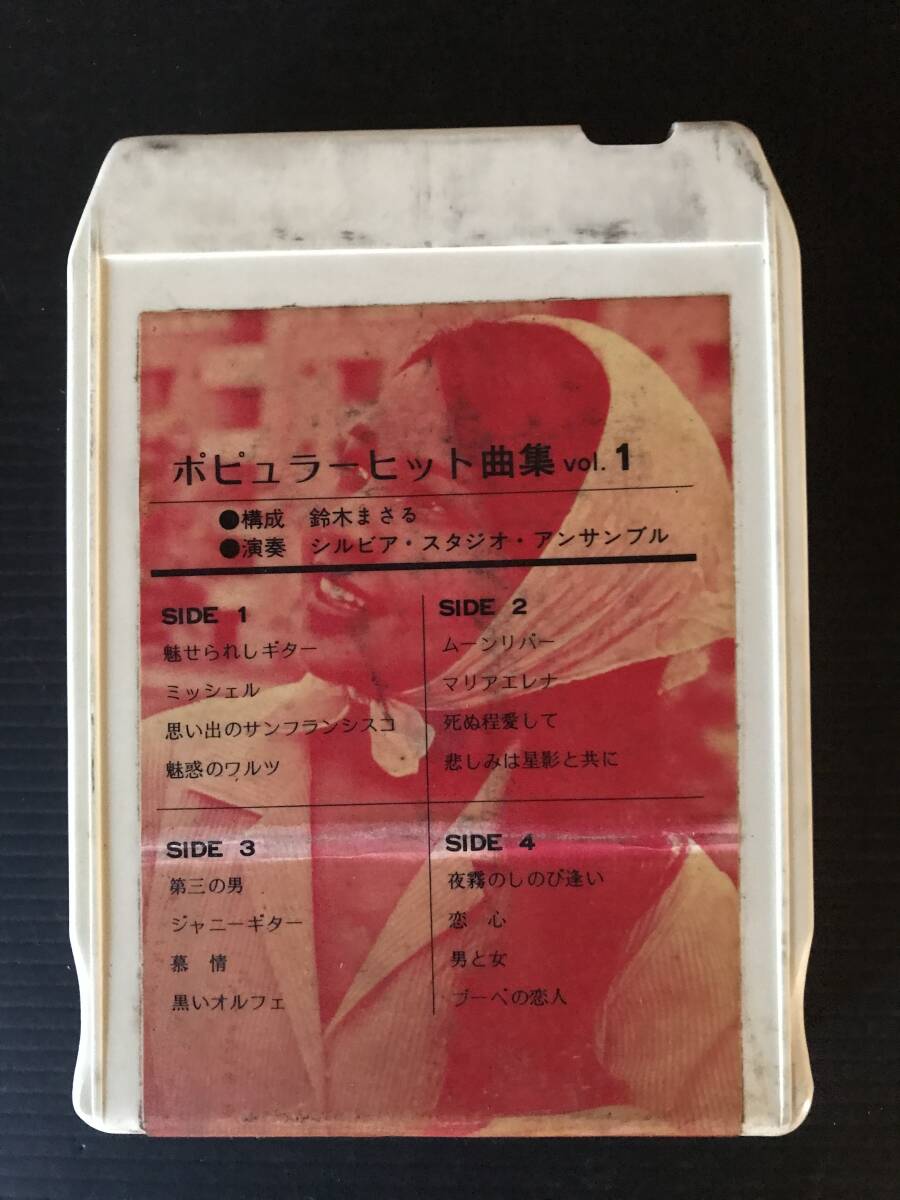 ポピュラーヒット曲集 vol. 1
●構成 鈴木まさる
●演奏 シルビア・スタジオ・アンサンブル
SIDE 1
魅せられしギター
ミッシェル
思い出のサンフランシスコ
魅惑のワルツ
SIDE 2
ムーンリバー
マリアエレナ
死ぬ程愛して
悲しみは星影と共に
SIDE 3
第三の男
ジャニーギター
慕情
黒いオルフェ
SIDE 4
夜霧のしのび逢い
恋心
男と女
ブーベの恋人